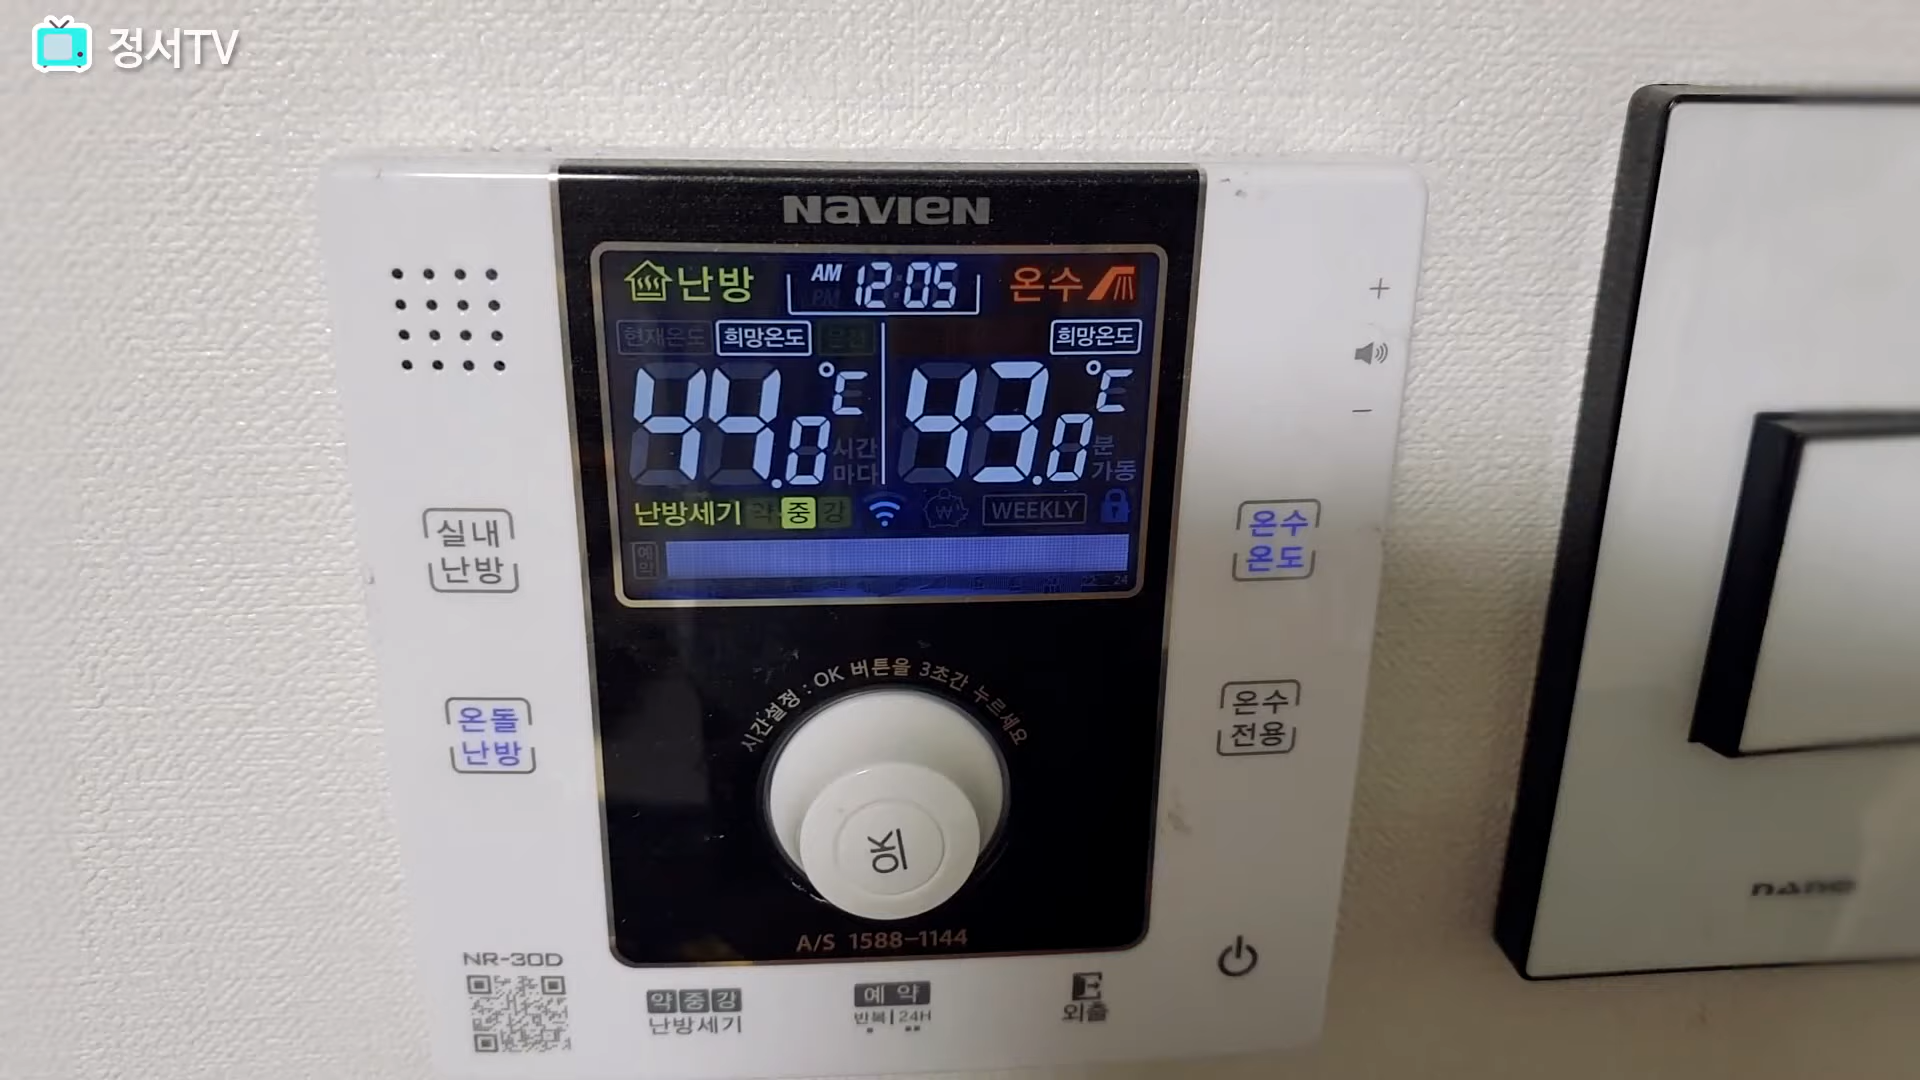 정서TV
NAVIEN
난방 AM 12:05 온수
PM
현재온도 희망온도 운전 희망온도
44.0 ℃ 43.0 ℃
시간마다 분 가동
난방세기 약 중 강 WEEKLY
예약
24
실내난방
온수온도
시간설정 : OK 버튼을 3초간 누르세요
온돌난방
온수전용
OK
A/S 1588-1144
NR-30D
약 중 강
난방세기
예약
반복 | 24H
외출
nano